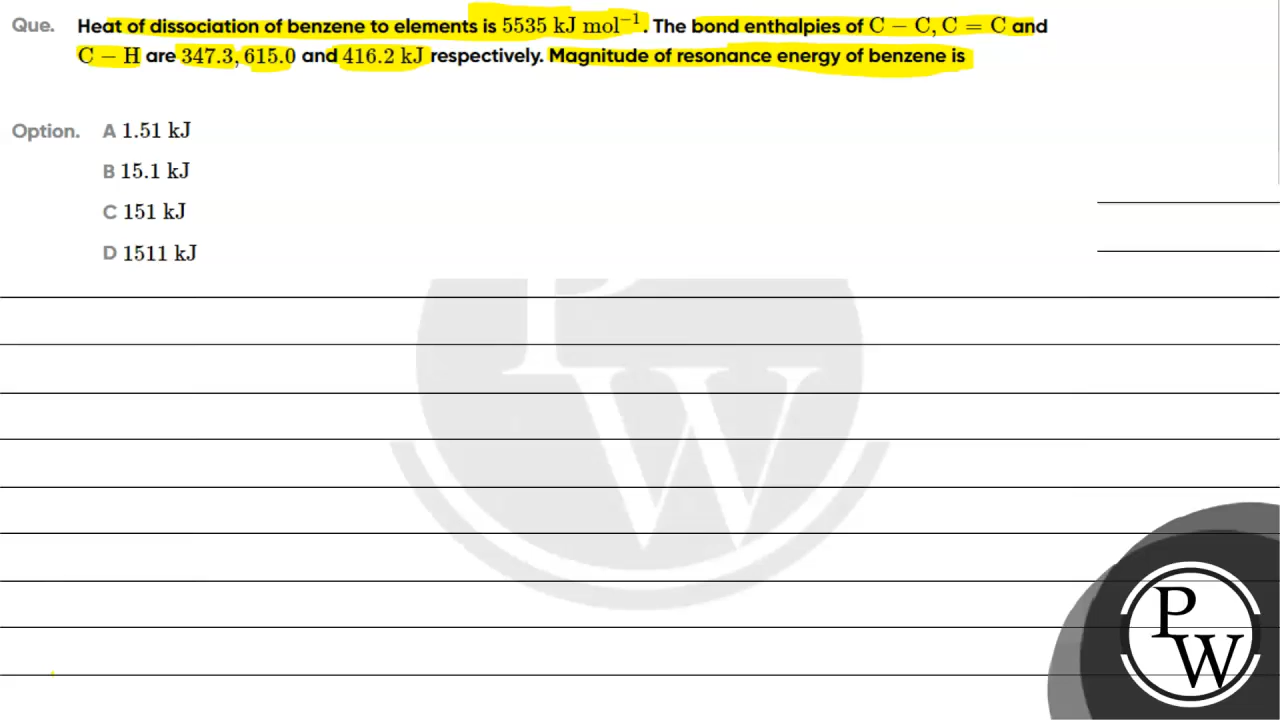 Que. Heat of dissociation of benzene to elements is 5535 kJ mol⁻¹. The bond enthalpies of C − C, C = C and
C − H are 347.3, 615.0 and 416.2 kJ respectively. Magnitude of resonance energy of benzene is
Option. A 1.51 kJ
B 15.1 kJ
C 151 kJ
D 1511 kJ
PW
PW